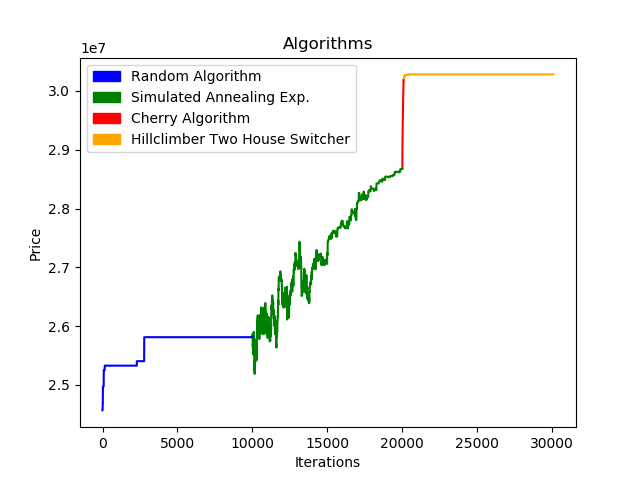 Algorithms
1e7
Random Algorithm
Simulated Annealing Exp.
Cherry Algorithm
Hillclimber Two House Switcher
3.0
2.9
2.8
2.7
2.6
2.5
Price
0 5000 10000 15000 20000 25000 30000
Iterations